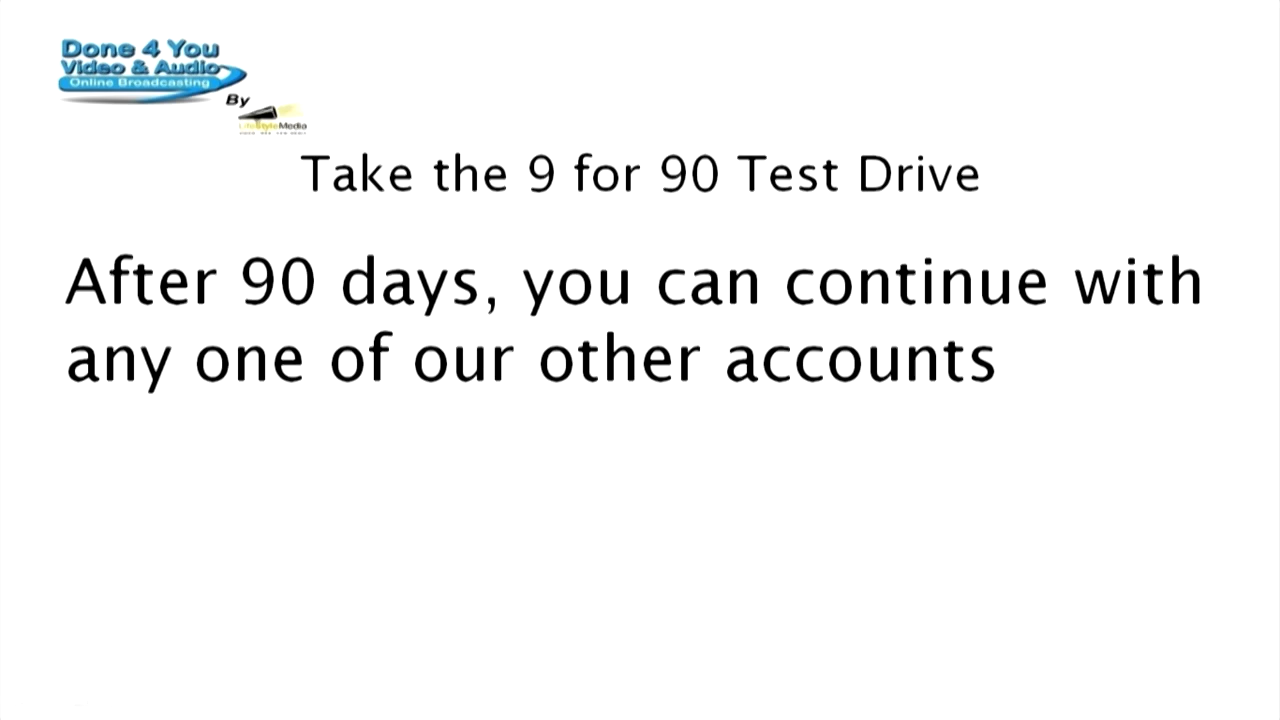 Done 4 You
Video & Audio
Online Broadcasting
By
LifestyleMedia
Take the 9 for 90 Test Drive
After 90 days, you can continue with
any one of our other accounts